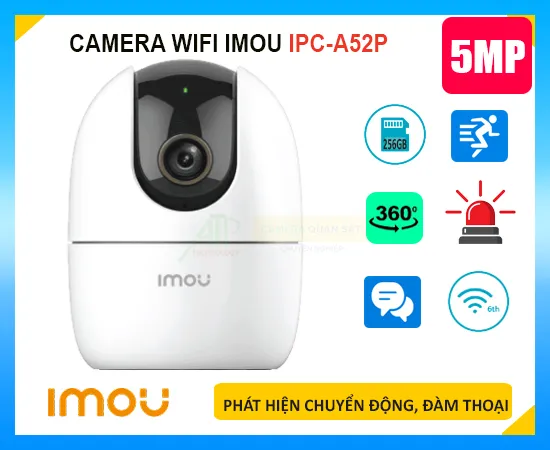 CAMERA WIFI IMOU IPC-A52P
5MP
256GB
360°
imou
6th
imou
PHÁT HIỆN CHUYỂN ĐỘNG, ĐÀM THOẠI